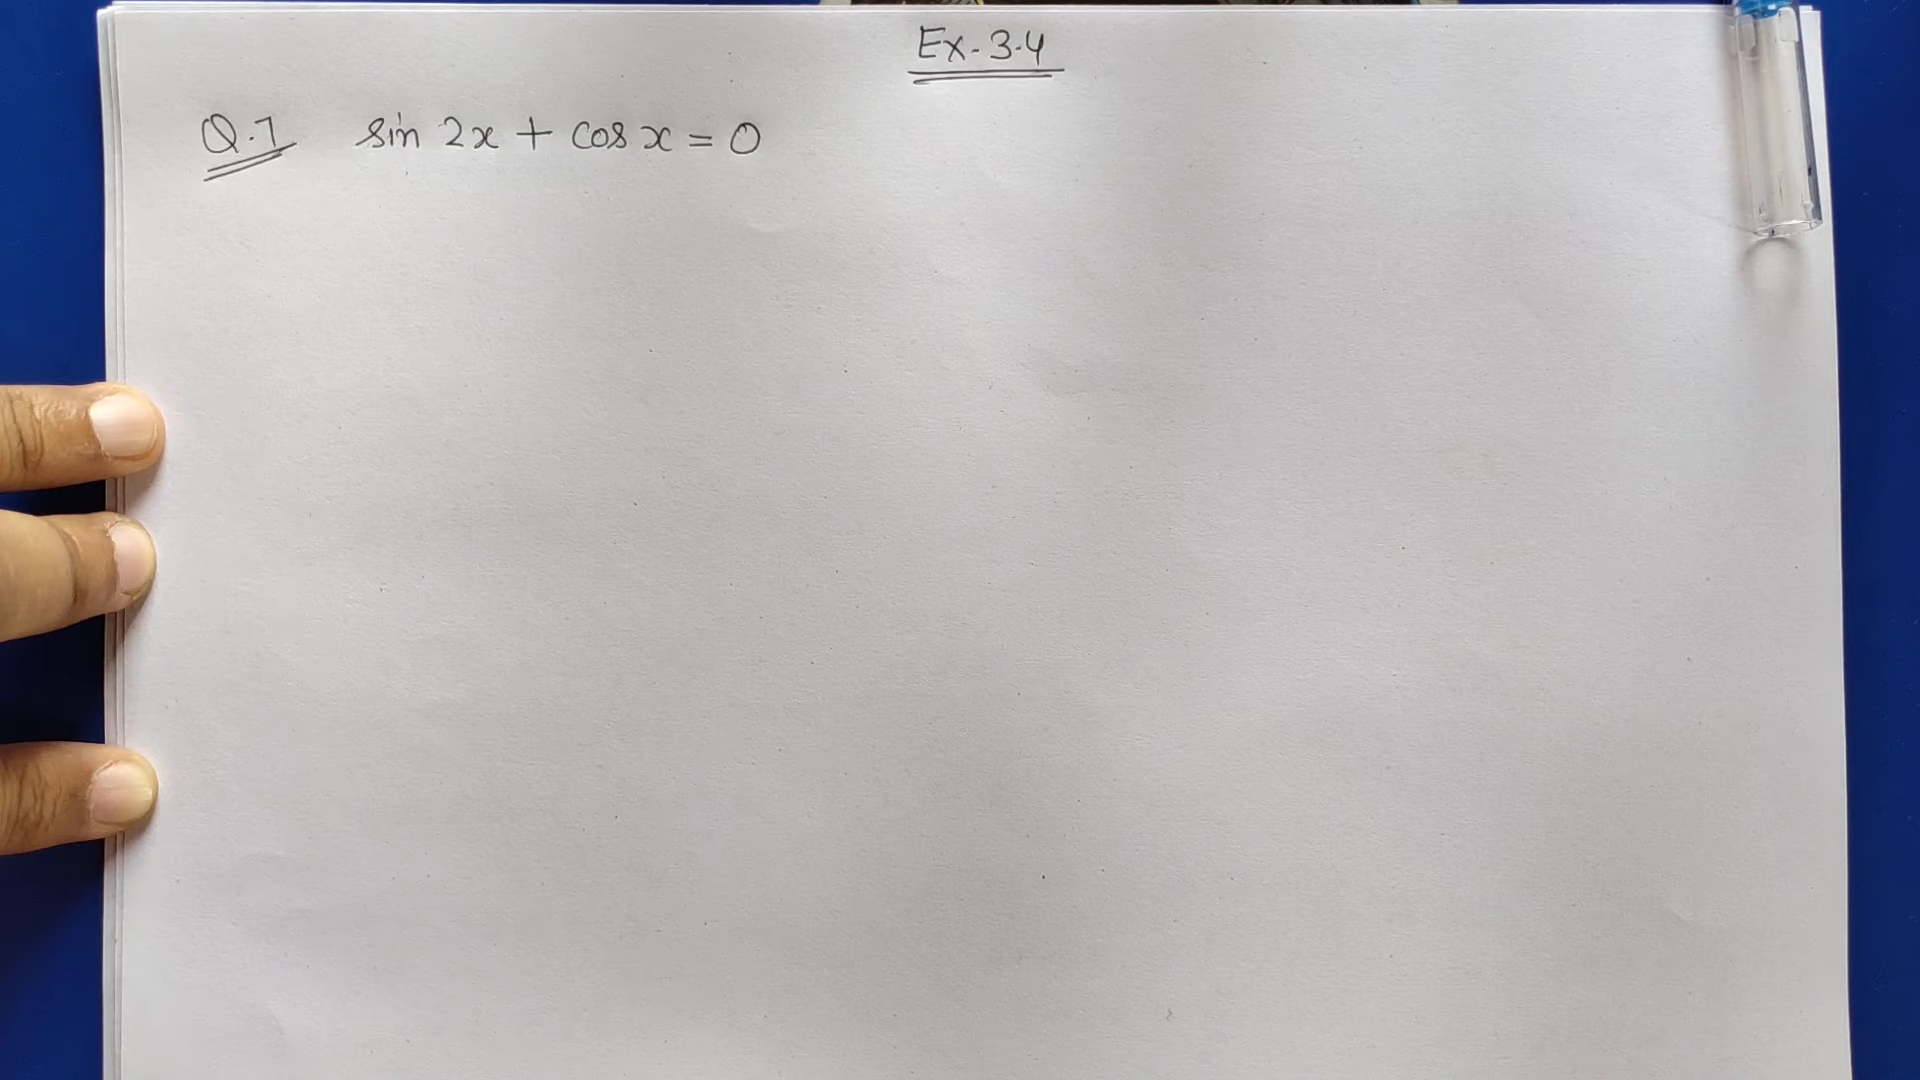 Ex-3.4
Q.7 sin 2x + cos x = 0